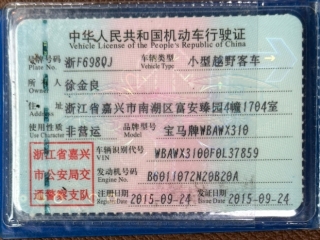 中华人民共和国机动车行驶证
Vehicle License of the People's Republic of China
号牌号码 浙F698QJ 车辆类型 小型越野客车
Plate No. Vehicle Type
所有人 徐金良
Owner
住址 浙江省嘉兴市南湖区富安臻园4幢1704室
Address
使用性质 非营运 品牌型号 宝马牌WBAWX310
Use Character Model
浙江省嘉兴 车辆识别代号 WBAWX3100F0L37859
VIN
市公安局交 发动机号码 B6011072N20B20A
Engine No.
通警察支队 注册日期 2015-09-24 发证日期 2015-09-24
Register Date Issue Date